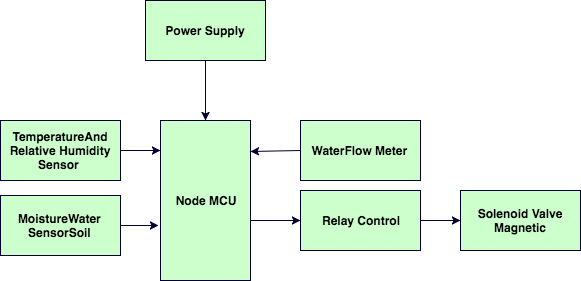 Power Supply
TemperatureAnd
Relative Humidity
Sensor
WaterFlow Meter
Node MCU
MoistureWater
SensorSoil
Relay Control
Solenoid Valve
Magnetic